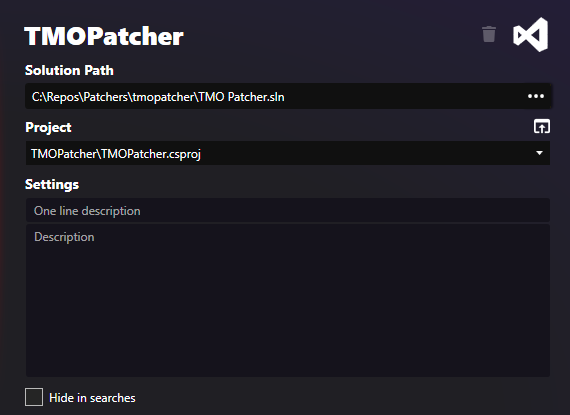 TMOPatcher
Solution Path
C:\Repos\Patchers\tmopatcher\TMO Patcher.sln
Project
TMOPatcher\TMOPatcher.csproj
Settings
One line description
Description
Hide in searches